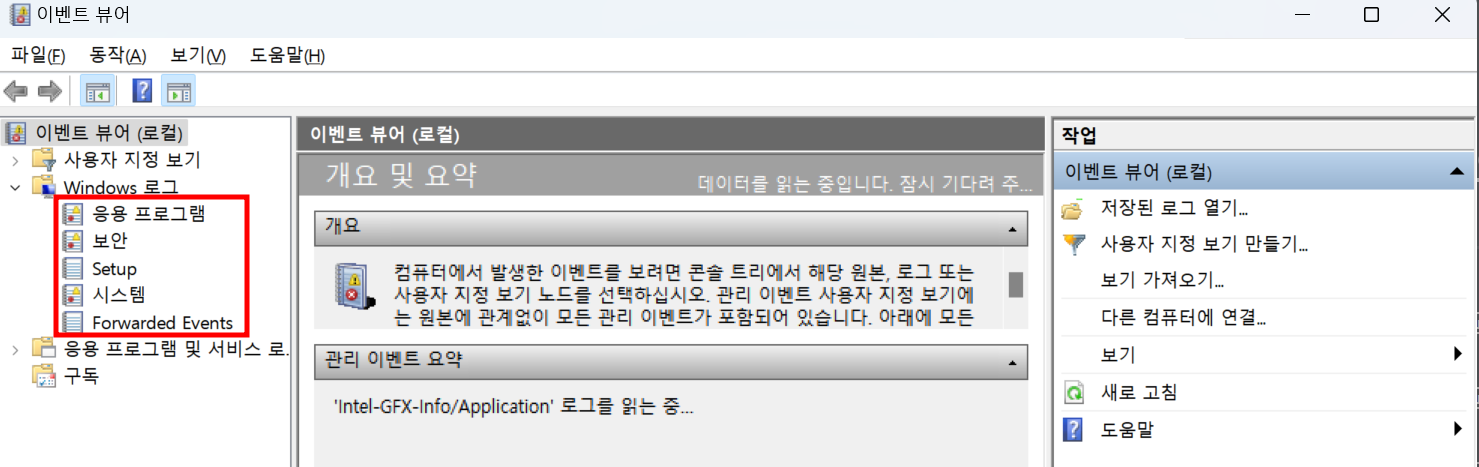 이벤트 뷰어
파일(F) 동작(A) 보기(V) 도움말(H)
이벤트 뷰어 (로컬)
사용자 지정 보기
Windows 로그
응용 프로그램
보안
Setup
시스템
Forwarded Events
응용 프로그램 및 서비스 로.
구독
이벤트 뷰어 (로컬)
개요 및 요약
데이터를 읽는 중입니다. 잠시 기다려 주...
개요
컴퓨터에서 발생한 이벤트를 보려면 콘솔 트리에서 해당 원본, 로그 또는
사용자 지정 보기 노드를 선택하십시오. 관리 이벤트 사용자 지정 보기에
는 원본에 관계없이 모든 관리 이벤트가 포함되어 있습니다. 아래에 모든
관리 이벤트 요약
'Intel-GFX-Info/Application' 로그를 읽는 중...
작업
이벤트 뷰어 (로컬)
저장된 로그 열기...
사용자 지정 보기 만들기...
보기 가져오기...
다른 컴퓨터에 연결...
보기
새로 고침
도움말